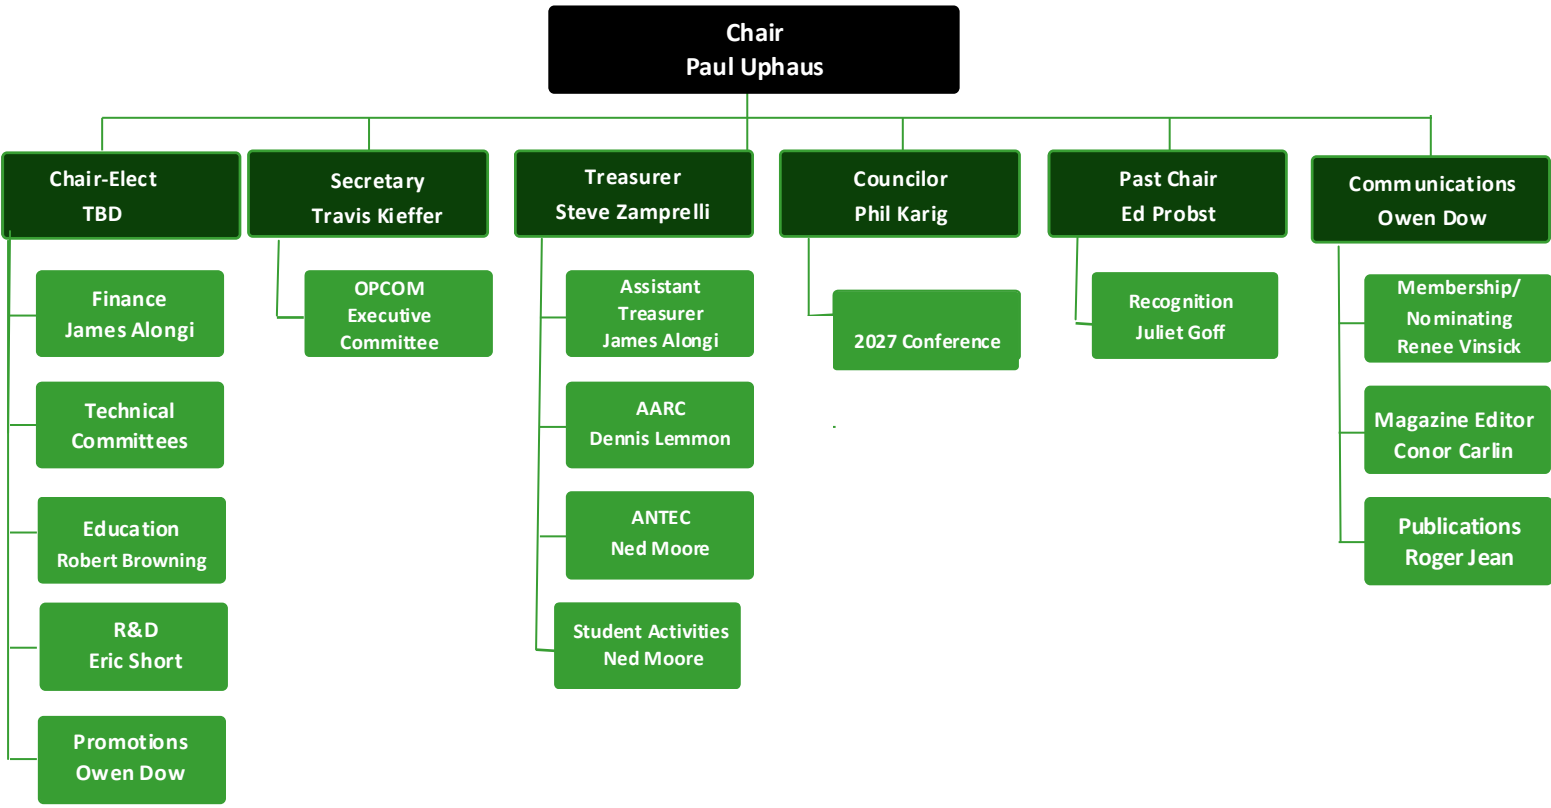 Chair
Paul Uphaus
Chair-Elect
TBD
Secretary
Travis Kieffer
Treasurer
Steve Zamprelli
Councilor
Phil Karig
Past Chair
Ed Probst
Communications
Owen Dow
Finance
James Alongi
Technical
Committees
Education
Robert Browning
R&D
Eric Short
Promotions
Owen Dow
OPCOM
Executive
Committee
Assistant
Treasurer
James Alongi
AARC
Dennis Lemmon
ANTEC
Ned Moore
Student Activities
Ned Moore
2027 Conference
Recognition
Juliet Goff
Membership/
Nominating
Renee Vinsick
Magazine Editor
Conor Carlin
Publications
Roger Jean